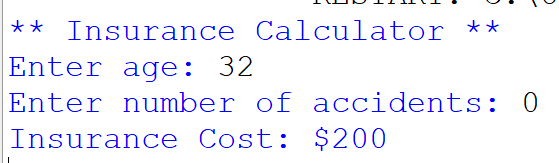 ** Insurance Calculator **
Enter age: 32
Enter number of accidents: 0
Insurance Cost: $200